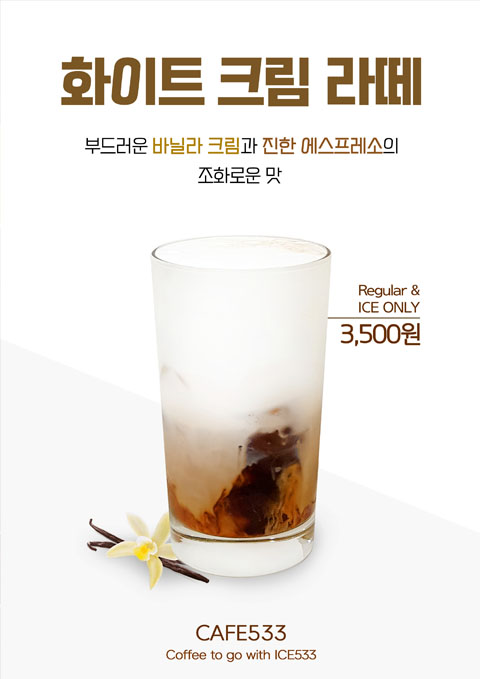 화이트 크림 라떼
부드러운 바닐라 크림과 진한 에스프레소의
조화로운 맛
Regular &
ICE ONLY
3,500원
CAFE533
Coffee to go with ICE533